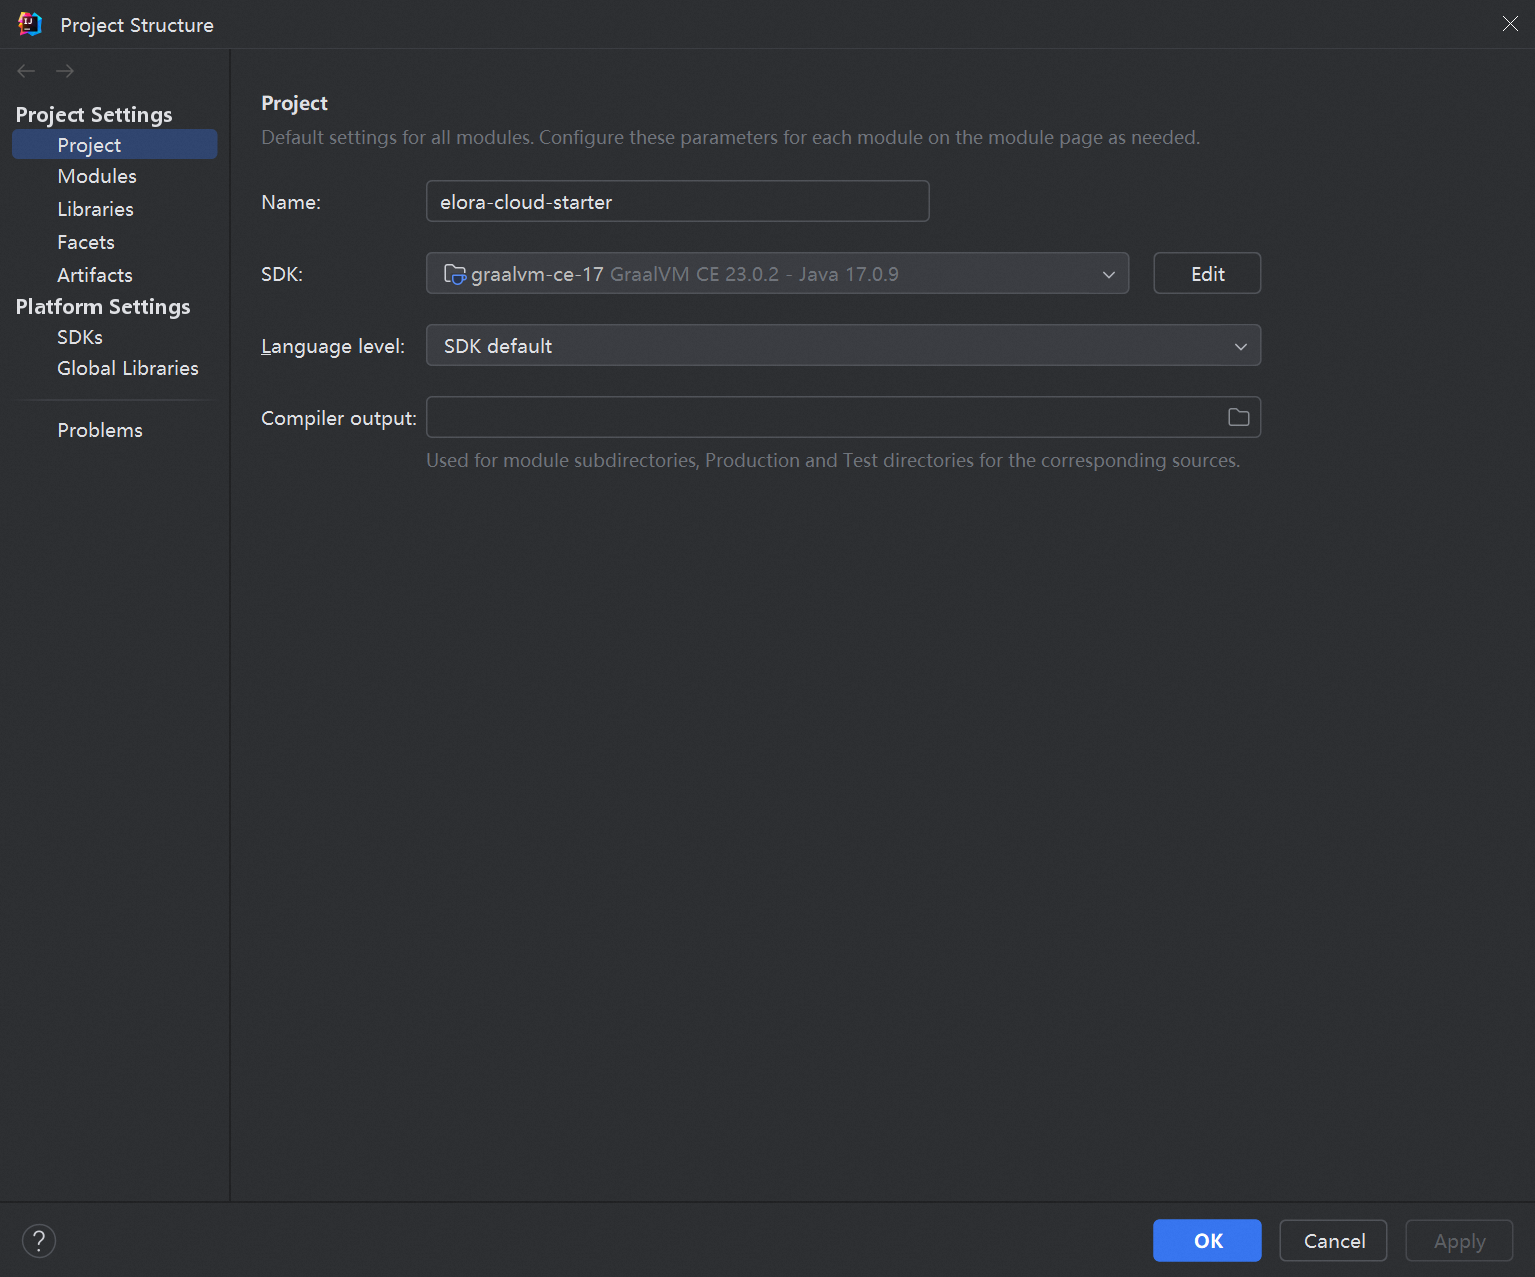 Project Structure
Project Settings
Project
Modules
Libraries
Facets
Artifacts
Platform Settings
SDKs
Global Libraries
Problems
Project
Default settings for all modules. Configure these parameters for each module on the module page as needed.
Name: elora-cloud-starter
SDK: graalvm-ce-17 GraalVM CE 23.0.2 - Java 17.0.9 Edit
Language level: SDK default
Compiler output:
Used for module subdirectories, Production and Test directories for the corresponding sources.
? OK Cancel Apply